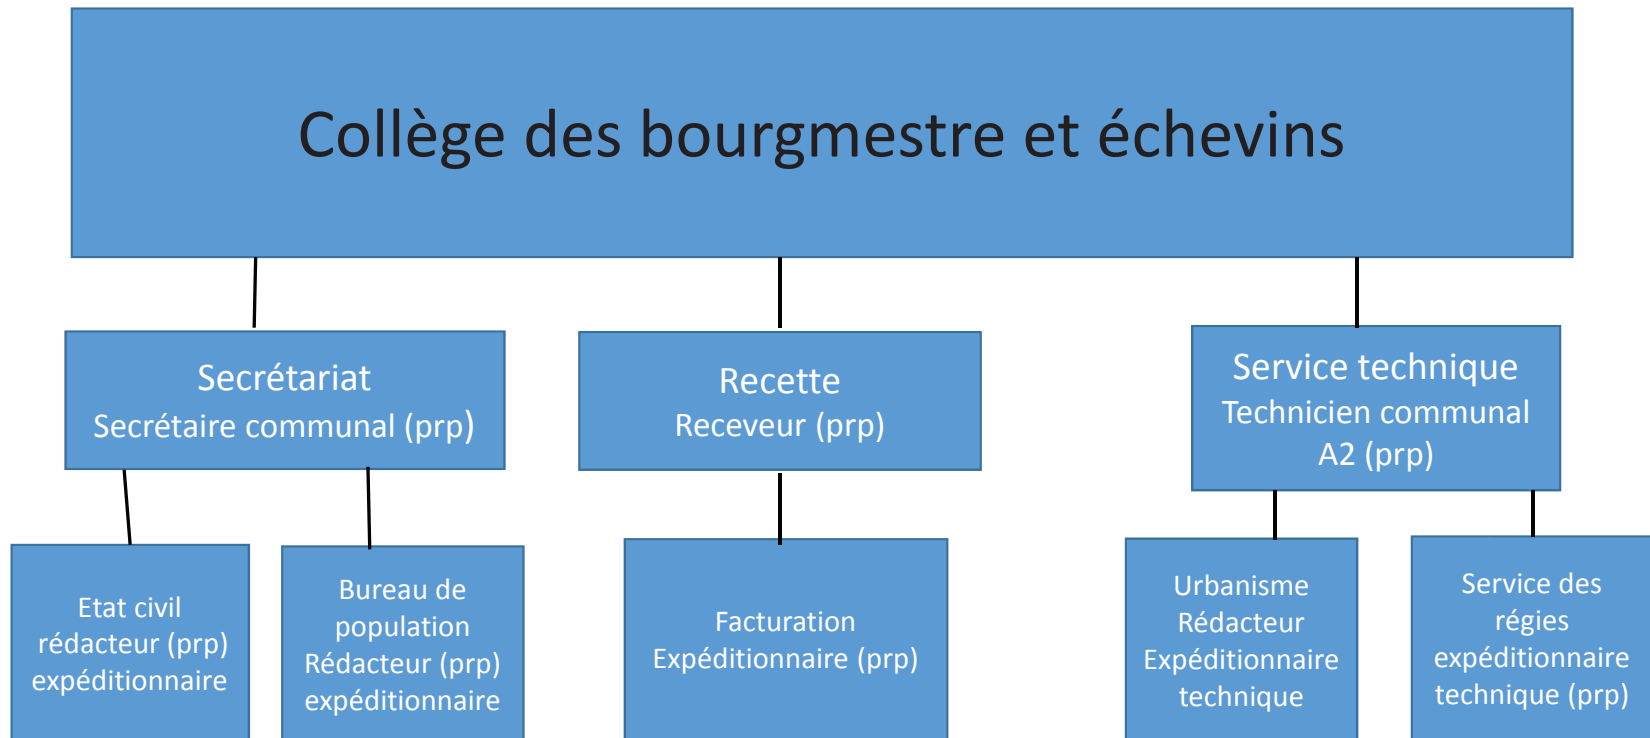 Collège des bourgmestre et échevins
Secrétariat
Secrétaire communal (prp)
Recette
Receveur (prp)
Service technique
Technicien communal
A2 (prp)
Etat civil
rédacteur (prp)
expéditionnaire
Bureau de
population
Rédacteur (prp)
expéditionnaire
Facturation
Expéditionnaire (prp)
Urbanisme
Rédacteur
Expéditionnaire
technique
Service des
régies
expéditionnaire
technique (prp)